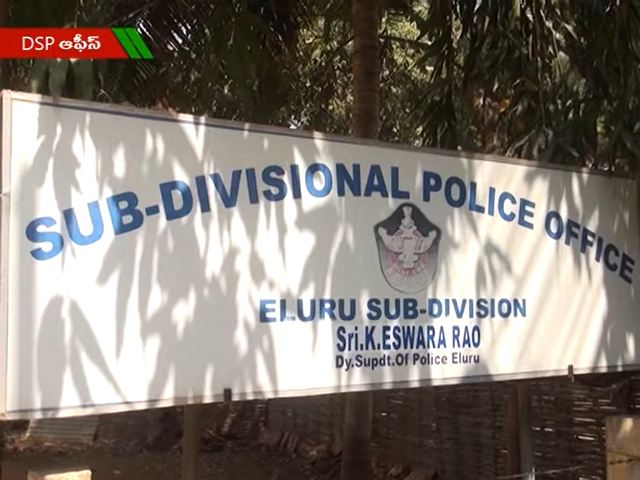 DSP ఆఫీస్
SUB-DIVISIONAL POLICE OFFICE
ELURU SUB-DIVISION
Sri.K.ESWARA RAO
Dy.Supdt.Of Police Eluru